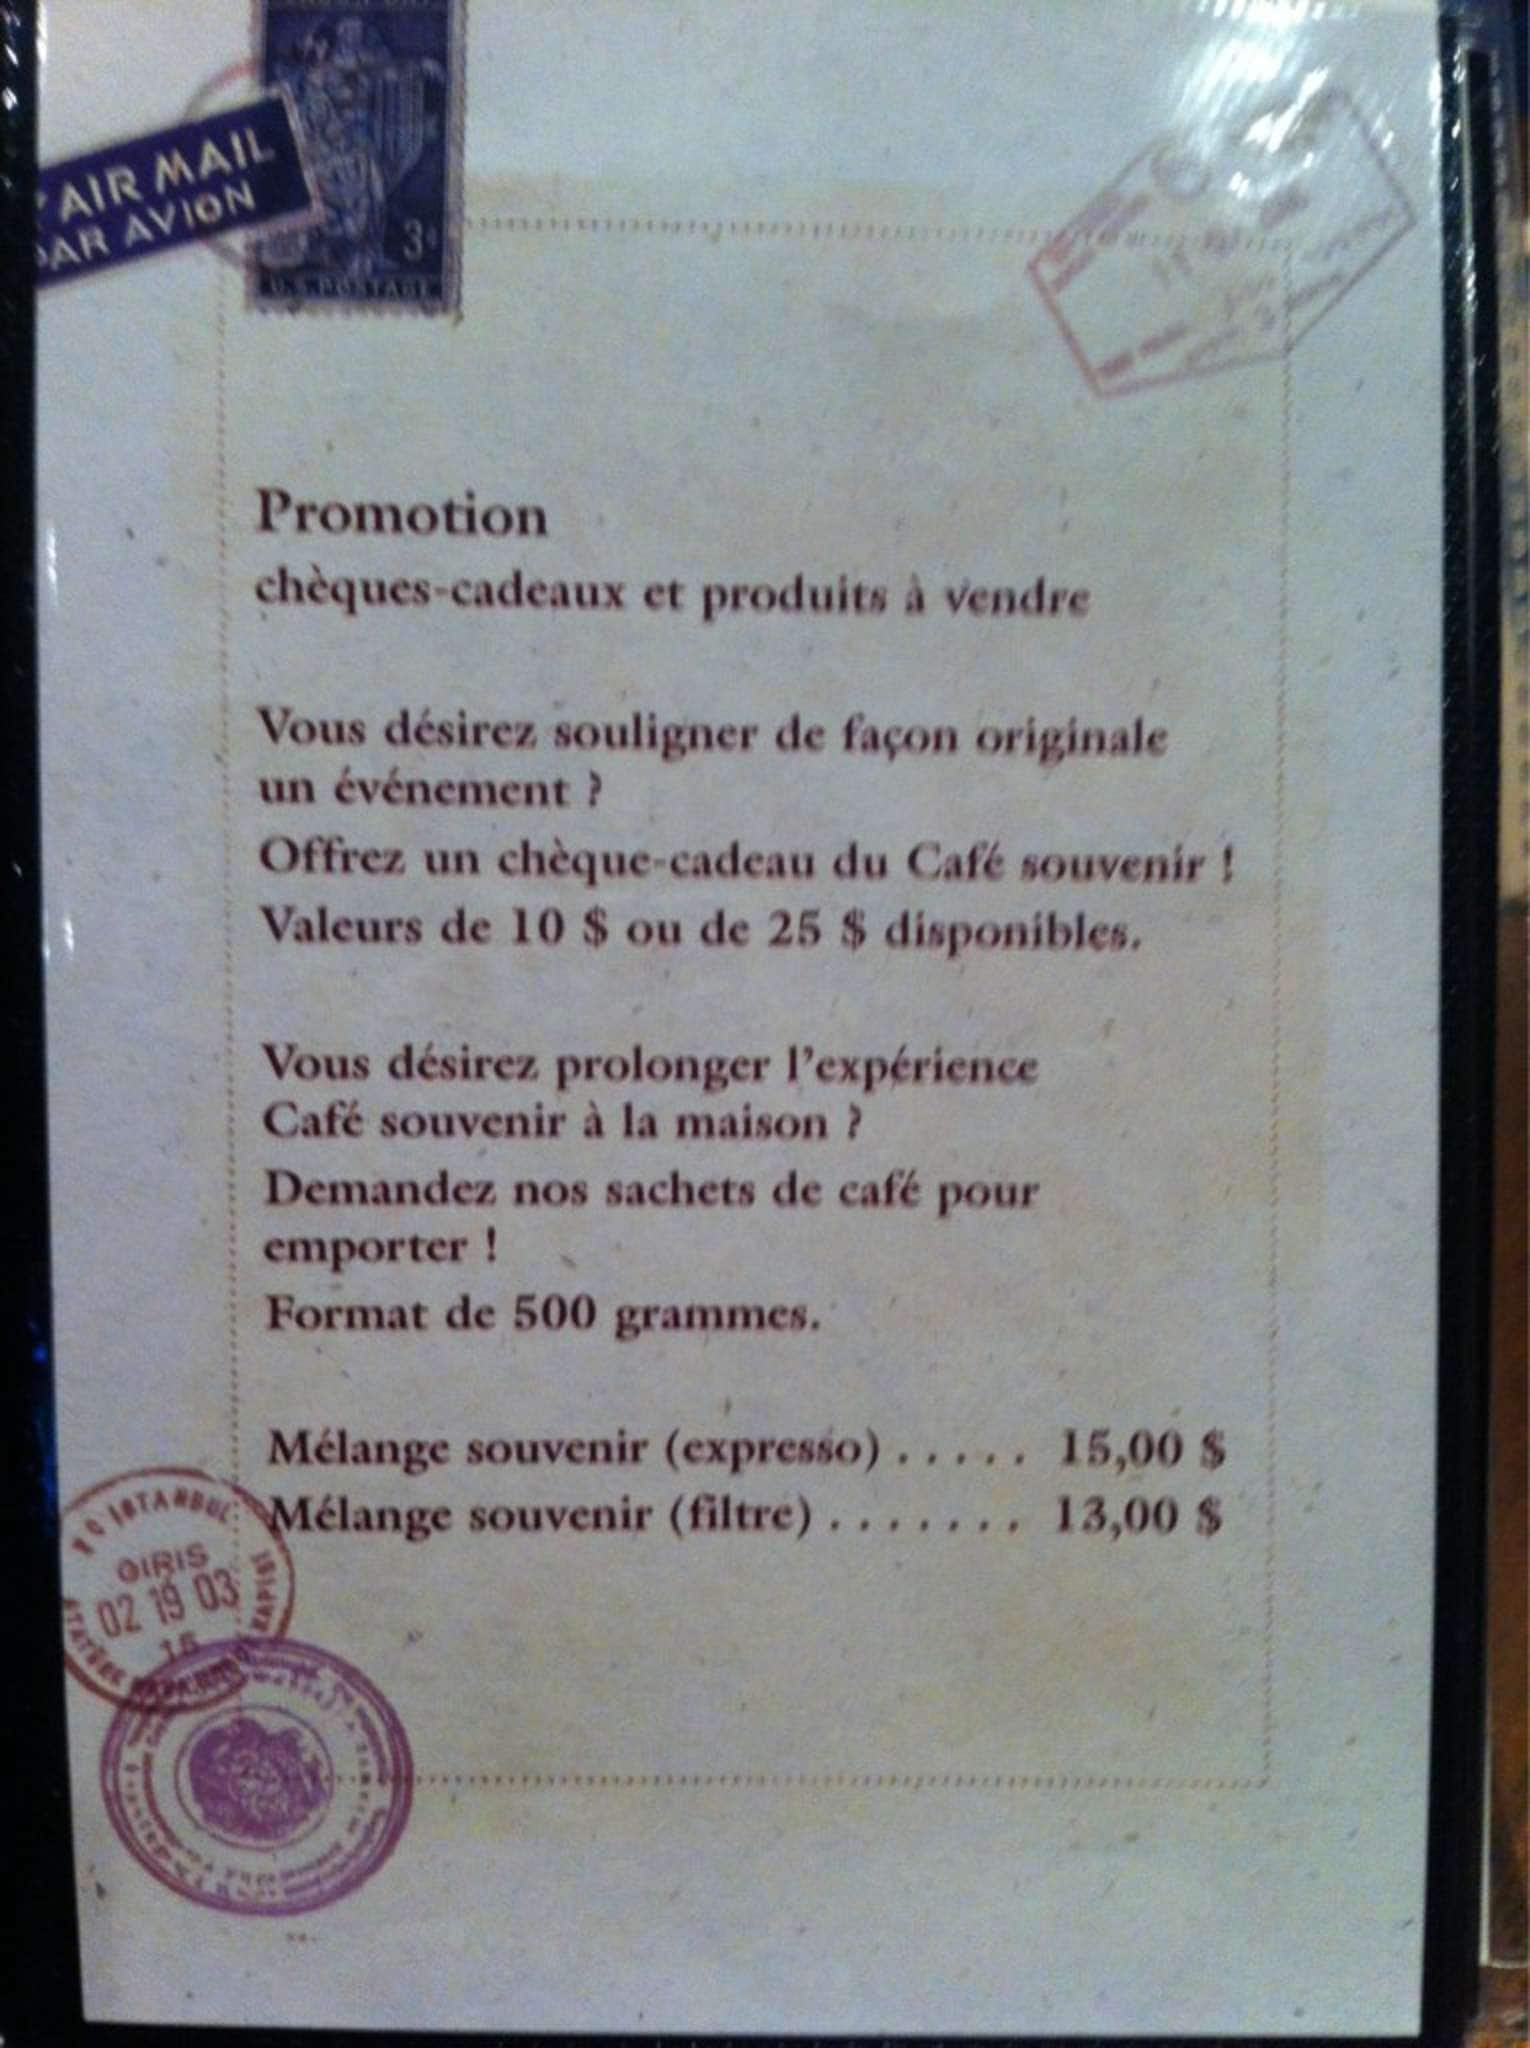 AIR MAIL
PAR AVION
3¢
U.S. POSTAGE
Promotion
chèques-cadeaux et produits à vendre
Vous désirez souligner de façon originale
un événement ?
Offrez un chèque-cadeau du Café souvenir !
Valeurs de 10 $ ou de 25 $ disponibles.
Vous désirez prolonger l'expérience
Café souvenir à la maison ?
Demandez nos sachets de café pour
emporter !
Format de 500 grammes.
Mélange souvenir (expresso) ..... 15,00 $
Mélange souvenir (filtre) ....... 13,00 $
ISTANBUL
GIRIS
02 19 03